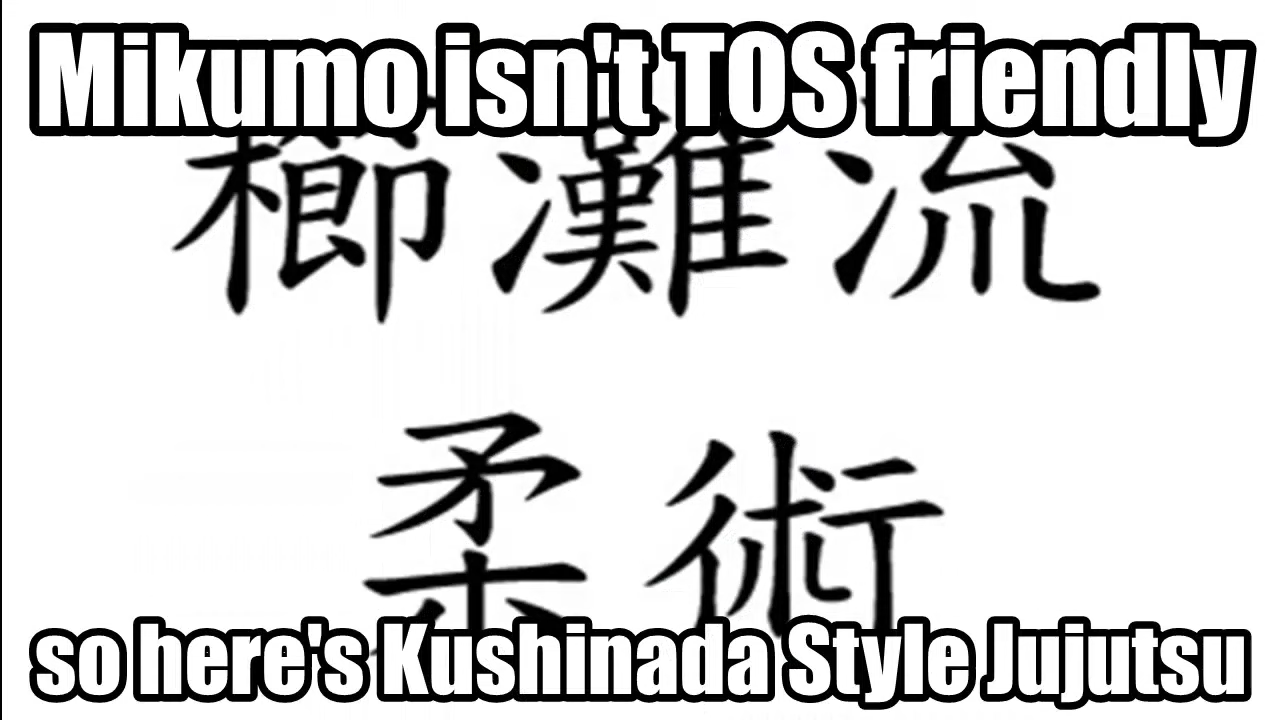 Mikumo isn't TOS friendly
櫛灘流
柔術
so here's Kushinada Style Jujutsu